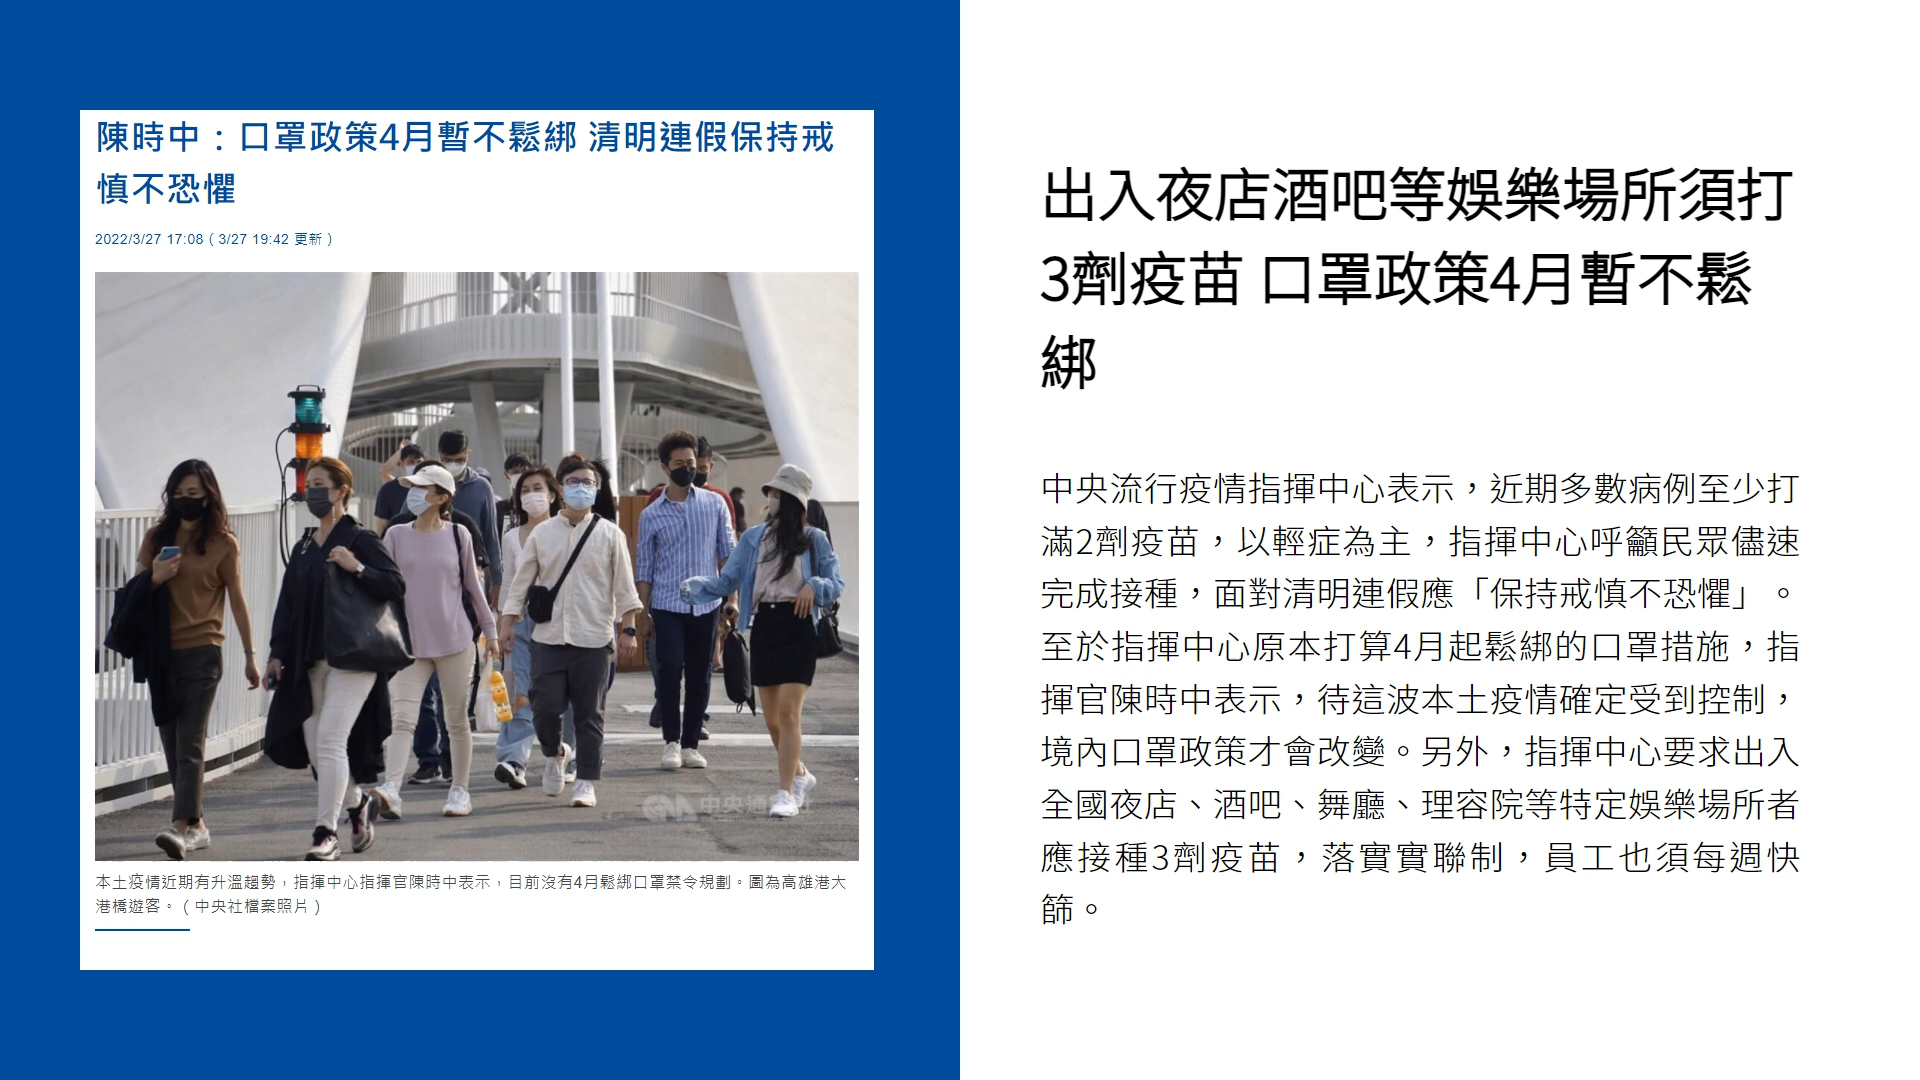 陳時中：口罩政策4月暫不鬆綁 清明連假保持戒
慎不恐懼
2022/3/27 17:08（3/27 19:42 更新）
中央通訊社
本土疫情近期有升溫趨勢，指揮中心指揮官陳時中表示，目前沒有4月鬆綁口罩禁令規劃。圖為高雄港大
港橋遊客。（中央社檔案照片）
出入夜店酒吧等娛樂場所須打
3劑疫苗 口罩政策4月暫不鬆
綁
中央流行疫情指揮中心表示，近期多數病例至少打
滿2劑疫苗，以輕症為主，指揮中心呼籲民眾儘速
完成接種，面對清明連假應「保持戒慎不恐懼」。
至於指揮中心原本打算4月起鬆綁的口罩措施，指
揮官陳時中表示，待這波本土疫情確定受到控制，
境內口罩政策才會改變。另外，指揮中心要求出入
全國夜店、酒吧、舞廳、理容院等特定娛樂場所者
應接種3劑疫苗，落實實聯制，員工也須每週快
篩。